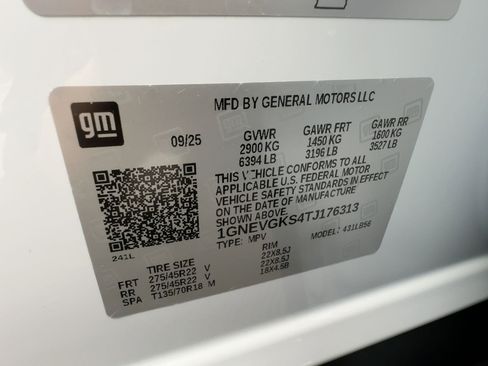 gm
MFD BY GENERAL MOTORS LLC
09/25
GVWR GAWR FRT GAWR RR
2900 KG 1450 KG 1600 KG
6394 LB 3196 LB 3527 LB
THIS VEHICLE CONFORMS TO ALL
APPLICABLE U.S. FEDERAL MOTOR
VEHICLE SAFETY STANDARDS IN EFFECT
ON THE DATE OF MANUFACTURE
SHOWN ABOVE.
1GNEVGKS4TJ176313
TYPE: MPV MODEL: 431LB56
241L
TIRE SIZE RIM
FRT 275/45R22 V 22X8.5J
RR 275/45R22 V 22X8.5J
SPA T135/70R18 M 18X4.5B